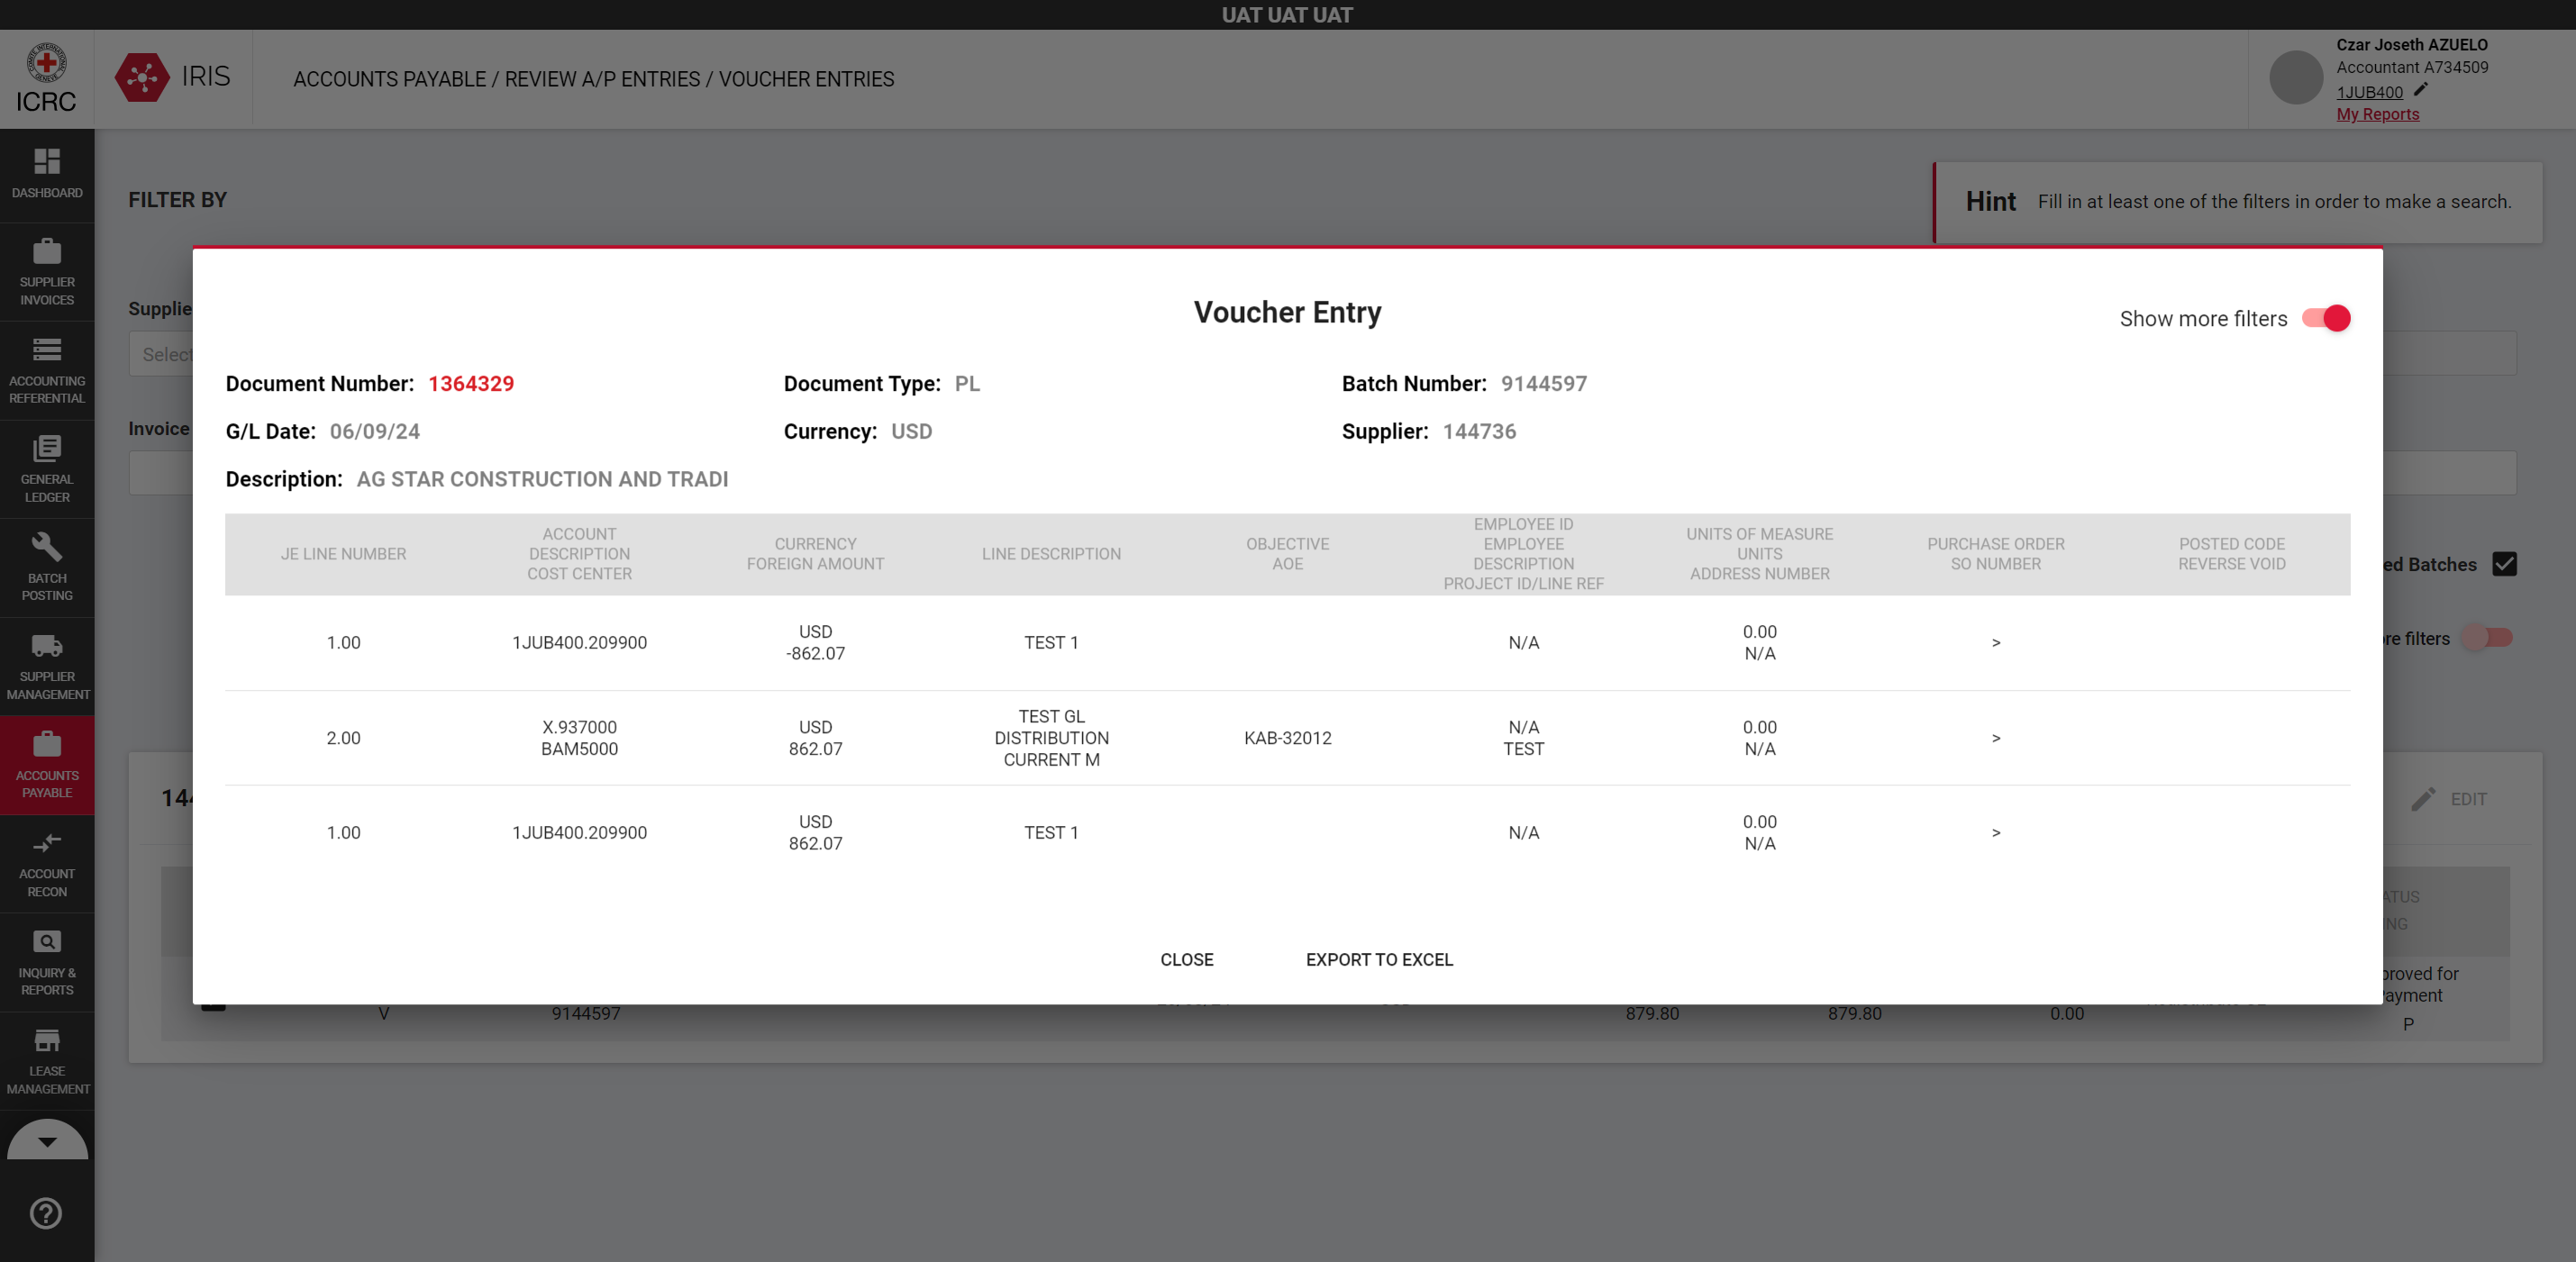 UAT UAT UAT
ICRC
IRIS
ACCOUNTS PAYABLE / REVIEW A/P ENTRIES / VOUCHER ENTRIES
Czar Joseth AZUELO
Accountant A734509
1JUB400
My Reports
DASHBOARD
SUPPLIER
INVOICES
ACCOUNTING
REFERENTIAL
GENERAL
LEDGER
BATCH
POSTING
SUPPLIER
MANAGEMENT
ACCOUNTS
PAYABLE
ACCOUNT
RECON
INQUIRY &
REPORTS
LEASE
MANAGEMENT
FILTER BY
Hint Fill in at least one of the filters in order to make a search.
Invoice
Voucher Entry
Show more filters
Document Number: 1364329 Document Type: PL Batch Number: 9144597
G/L Date: 06/09/24 Currency: USD Supplier: 144736
Description: AG STAR CONSTRUCTION AND TRADI
JE LINE NUMBER
ACCOUNT
DESCRIPTION
COST CENTER
CURRENCY
FOREIGN AMOUNT
LINE DESCRIPTION
OBJECTIVE
AOE
EMPLOYEE ID
EMPLOYEE
DESCRIPTION
PROJECT ID/LINE REF
UNITS OF MEASURE
UNITS
ADDRESS NUMBER
PURCHASE ORDER
SO NUMBER
POSTED CODE
REVERSE VOID
1.00
1JUB400.209900
USD
-862.07
TEST 1
N/A
0.00
N/A
>
2.00
X.937000
BAM5000
USD
862.07
TEST GL
DISTRIBUTION
CURRENT M
KAB-32012
N/A
TEST
0.00
N/A
>
1.00
1JUB400.209900
USD
862.07
TEST 1
N/A
0.00
N/A
>
CLOSE EXPORT TO EXCEL
Batches
filters
EDIT
for
P
V 9144597 879.80 879.80 0.00